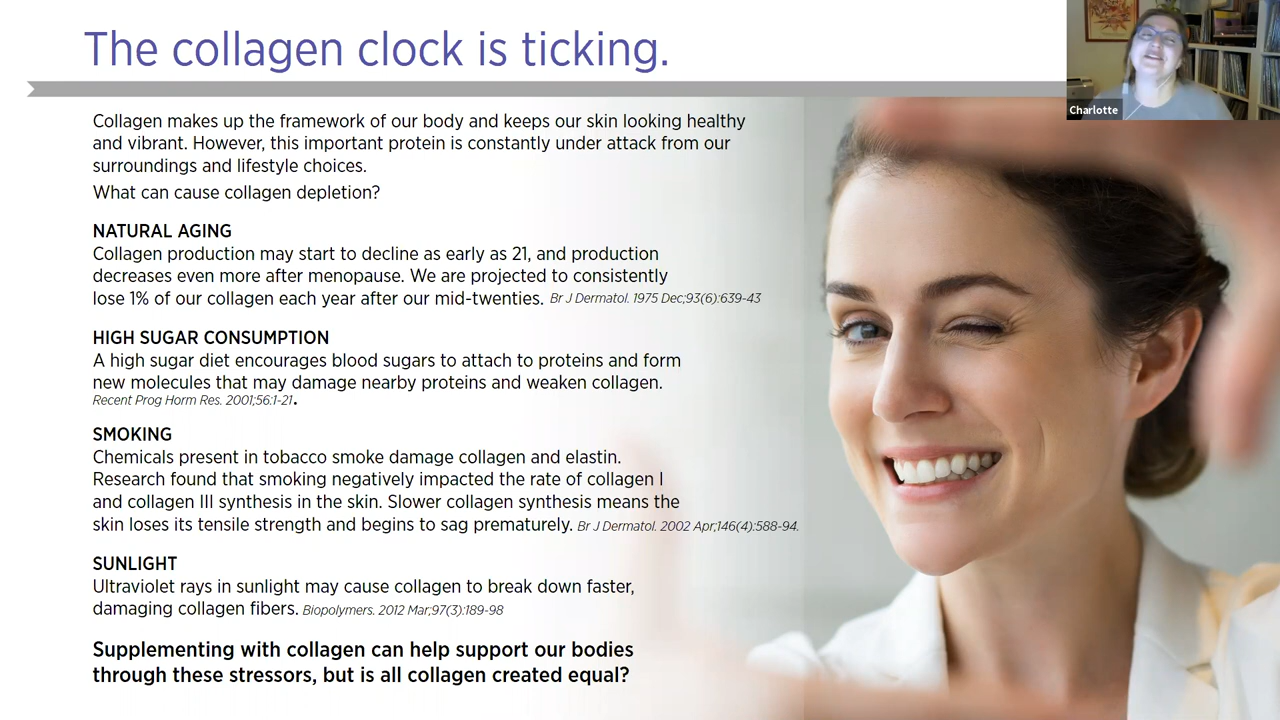 The collagen clock is ticking.
Charlotte
Collagen makes up the framework of our body and keeps our skin looking healthy
and vibrant. However, this important protein is constantly under attack from our
surroundings and lifestyle choices.
What can cause collagen depletion?
NATURAL AGING
Collagen production may start to decline as early as 21, and production
decreases even more after menopause. We are projected to consistently
lose 1% of our collagen each year after our mid-twenties. Br J Dermatol. 1975 Dec;93(6):639-43
HIGH SUGAR CONSUMPTION
A high sugar diet encourages blood sugars to attach to proteins and form
new molecules that may damage nearby proteins and weaken collagen.
Recent Prog Horm Res. 2001;56:1-21.
SMOKING
Chemicals present in tobacco smoke damage collagen and elastin.
Research found that smoking negatively impacted the rate of collagen I
and collagen III synthesis in the skin. Slower collagen synthesis means the
skin loses its tensile strength and begins to sag prematurely. Br J Dermatol. 2002 Apr;146(4):588-94.
SUNLIGHT
Ultraviolet rays in sunlight may cause collagen to break down faster,
damaging collagen fibers. Biopolymers. 2012 Mar;97(3):189-98
Supplementing with collagen can help support our bodies
through these stressors, but is all collagen created equal?